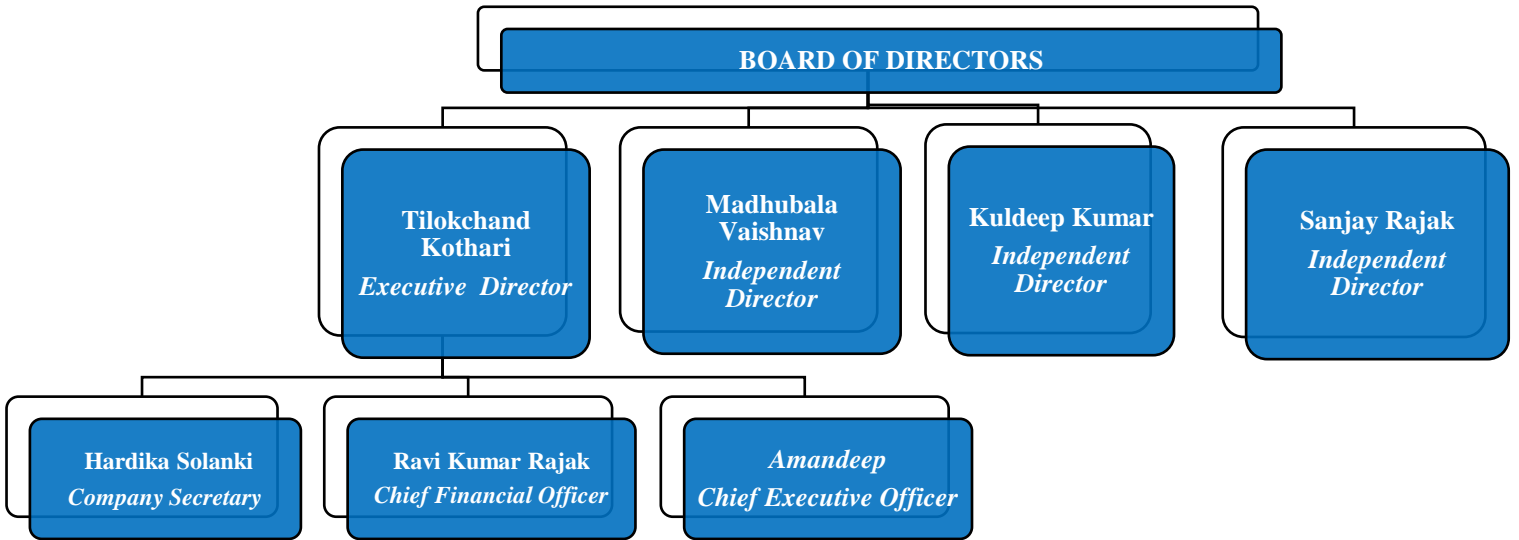 BOARD OF DIRECTORS
Tilokchand
Kothari
Executive Director
Madhubala
Vaishnav
Independent
Director
Kuldeep Kumar
Independent
Director
Sanjay Rajak
Independent
Director
Hardika Solanki
Company Secretary
Ravi Kumar Rajak
Chief Financial Officer
Amandeep
Chief Executive Officer